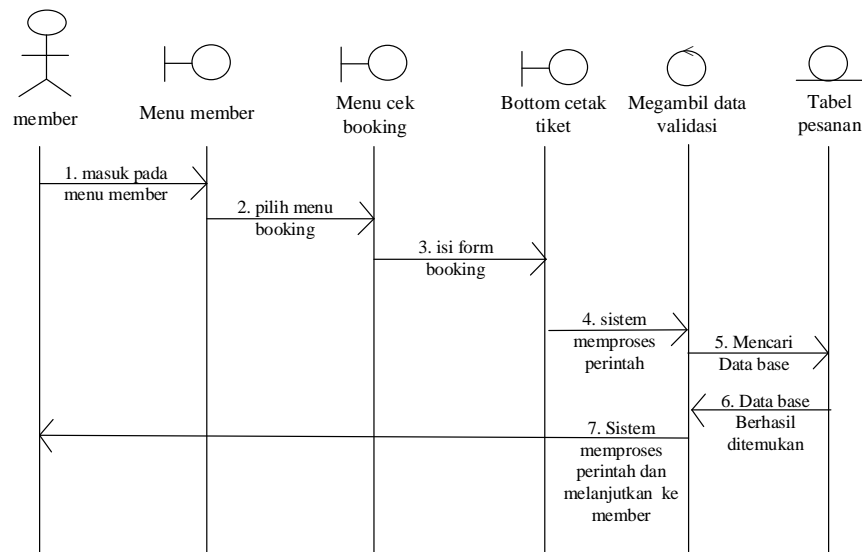 member
Menu member
Menu cek
booking
Bottom cetak
tiket
Megambil data
validasi
Tabel
pesanan
1. masuk pada
menu member
2. pilih menu
booking
3. isi form
booking
4. sistem
memproses
perintah
5. Mencari
Data base
6. Data base
Berhasil
ditemukan
7. Sistem
memproses
perintah dan
melanjutkan ke
member